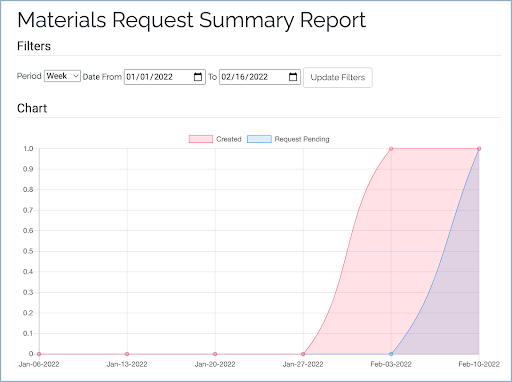 Materials Request Summary Report
Filters
Period Week Date From 01/01/2022 To 02/16/2022 Update Filters
Chart
Created Request Pending
1.0
0.9
0.8
0.7
0.6
0.5
0.4
0.3
0.2
0.1
0
Jan-06-2022 Jan-13-2022 Jan-20-2022 Jan-27-2022 Feb-03-2022 Feb-10-2022